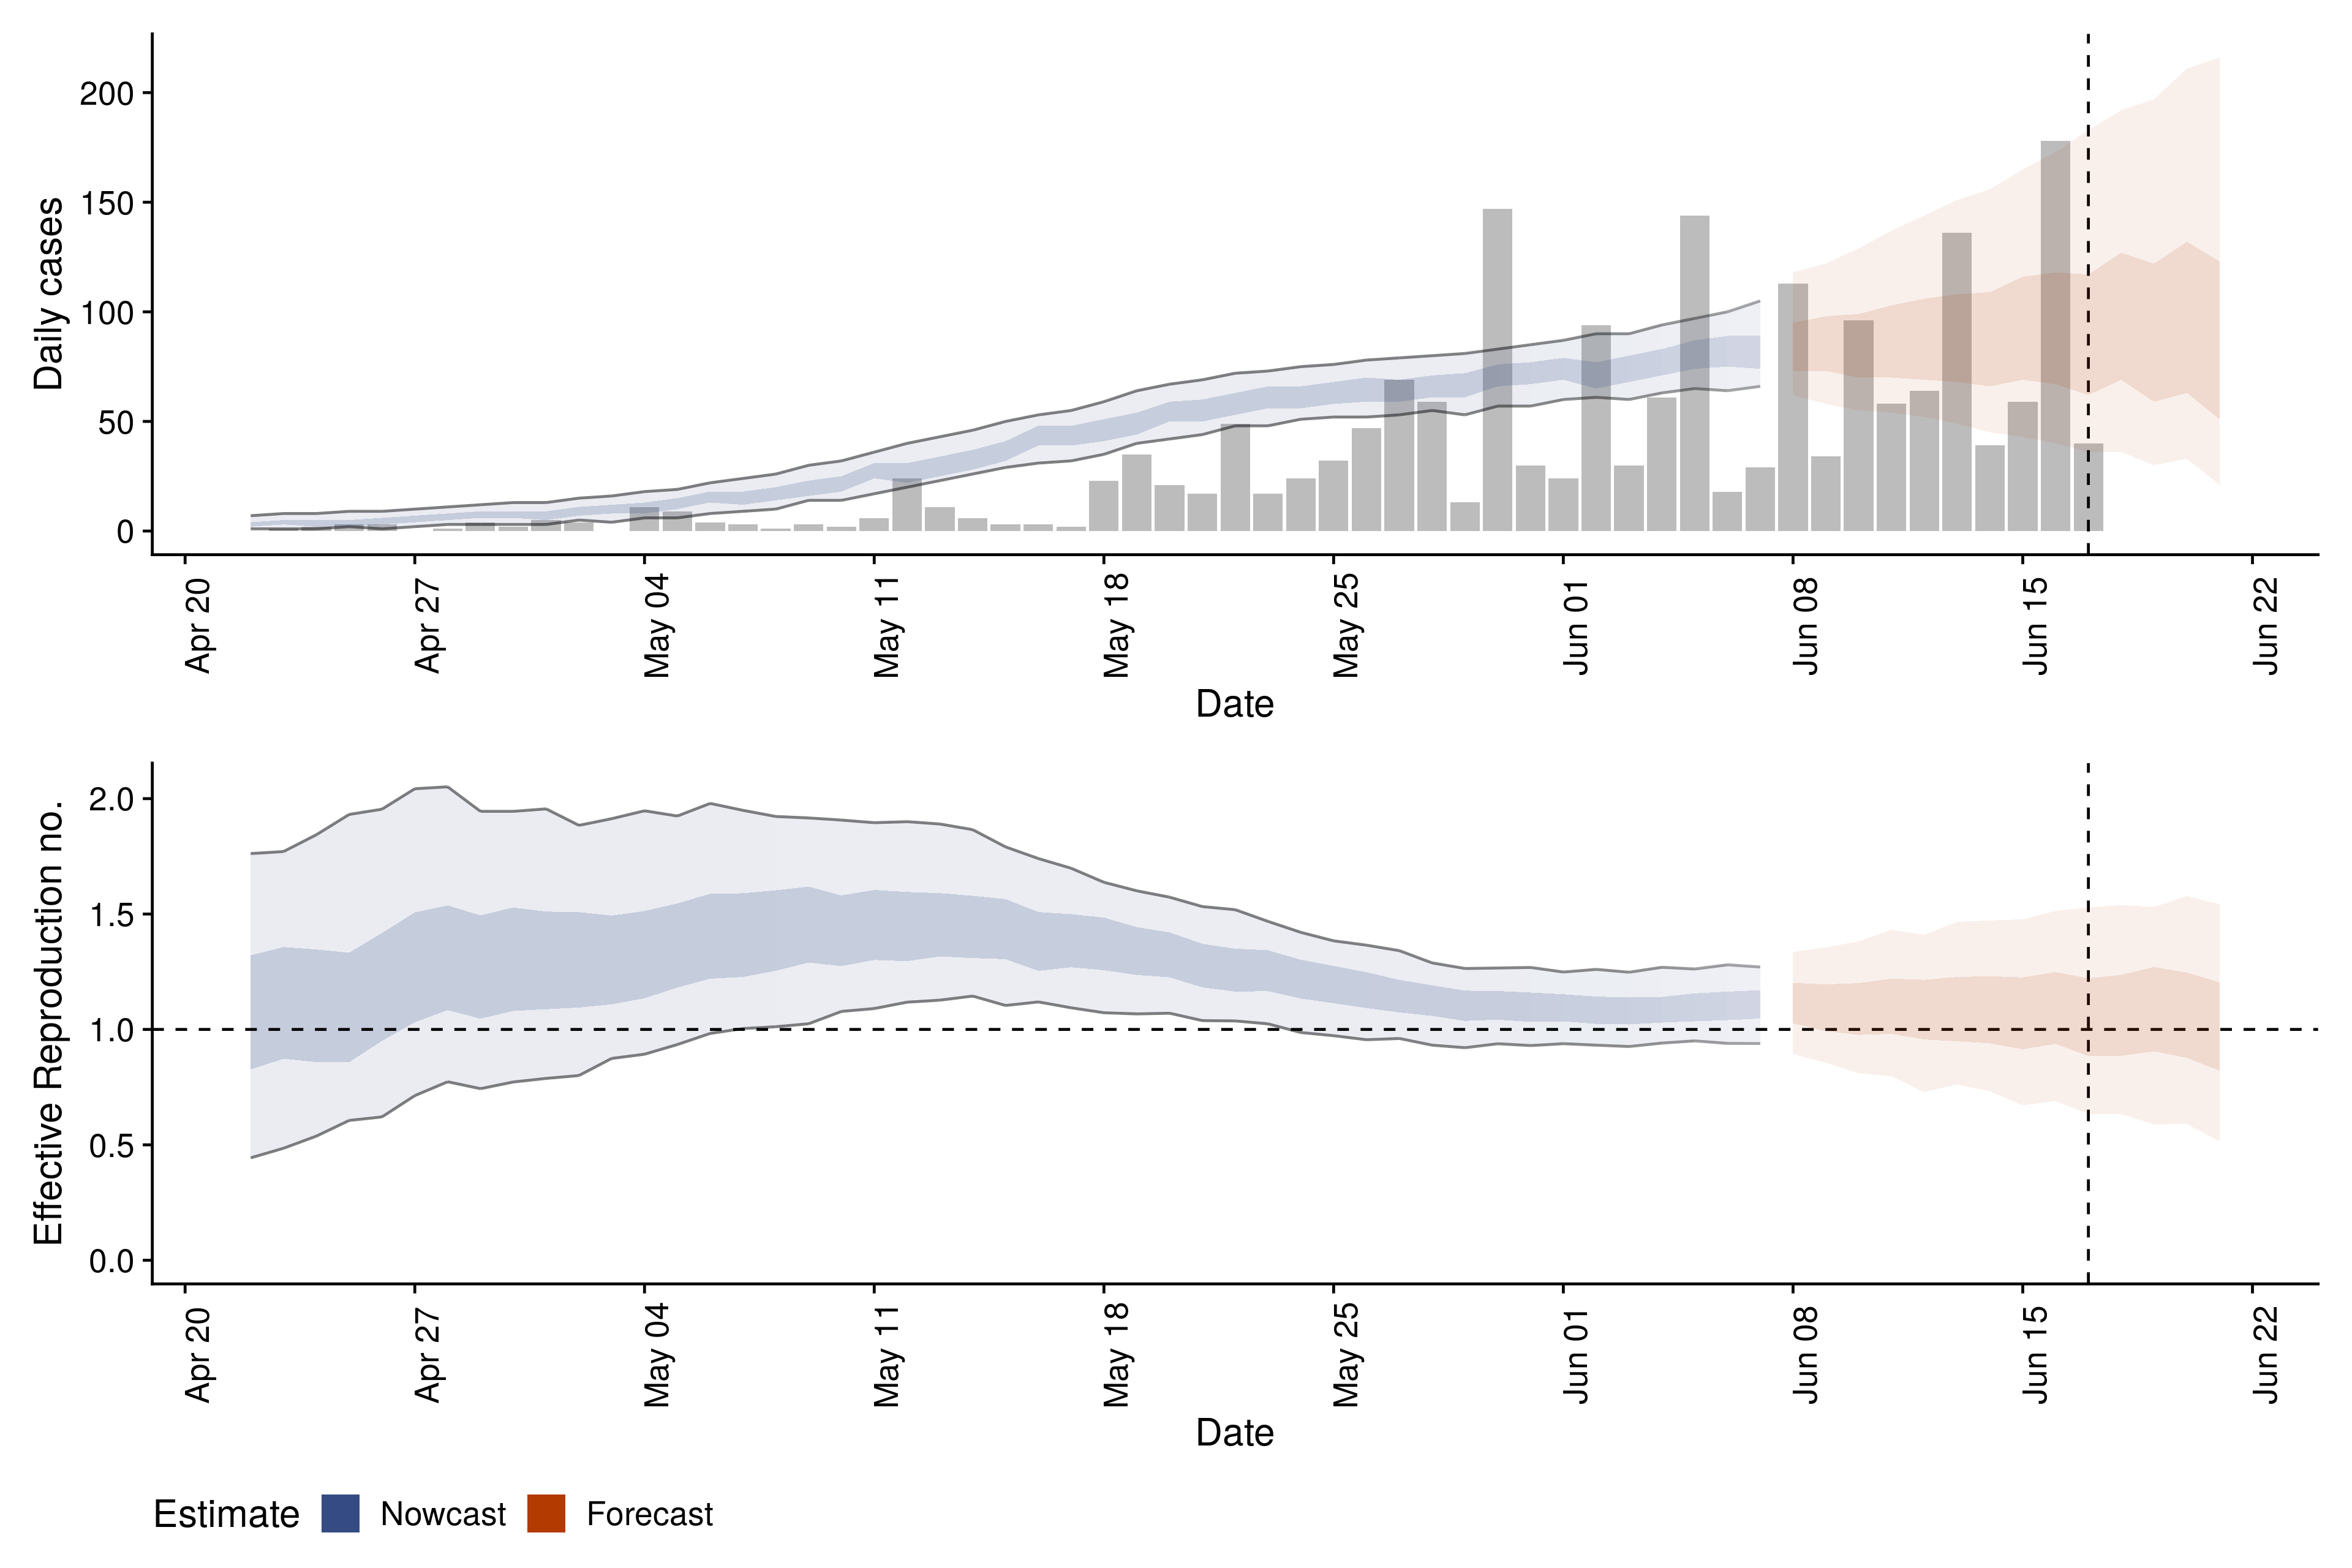 Daily cases
200
150
100
50
0
Apr 20
Apr 27
May 04
May 11
May 18
May 25
Jun 01
Jun 08
Jun 15
Jun 22
Date
Effective Reproduction no.
2.0
1.5
1.0
0.5
0.0
Apr 20
Apr 27
May 04
May 11
May 18
May 25
Jun 01
Jun 08
Jun 15
Jun 22
Date
Estimate Nowcast Forecast